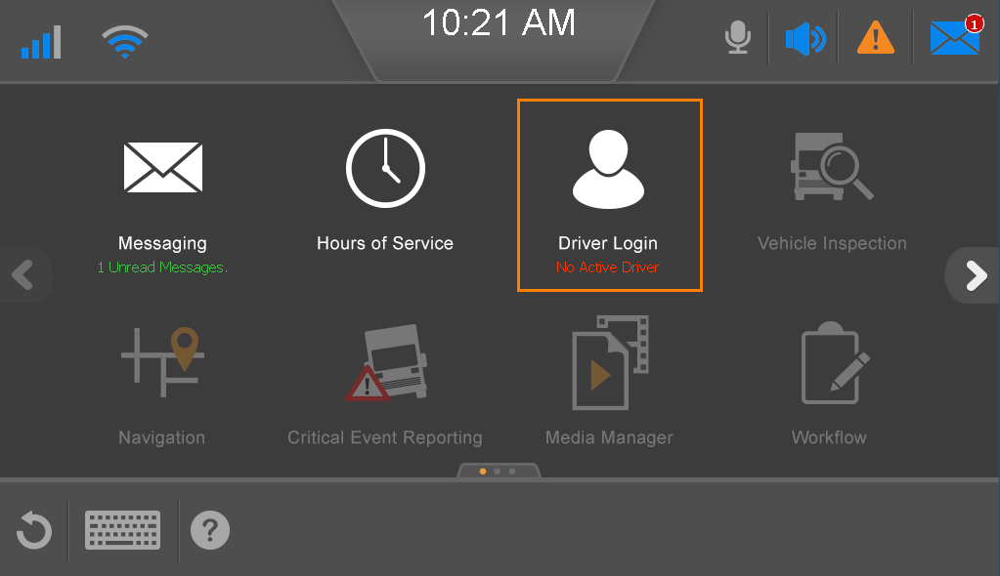 10:21 AM
1
Messaging
1 Unread Messages.
Hours of Service
Driver Login
No Active Driver
Vehicle Inspection
Navigation
Critical Event Reporting
Media Manager
Workflow
?